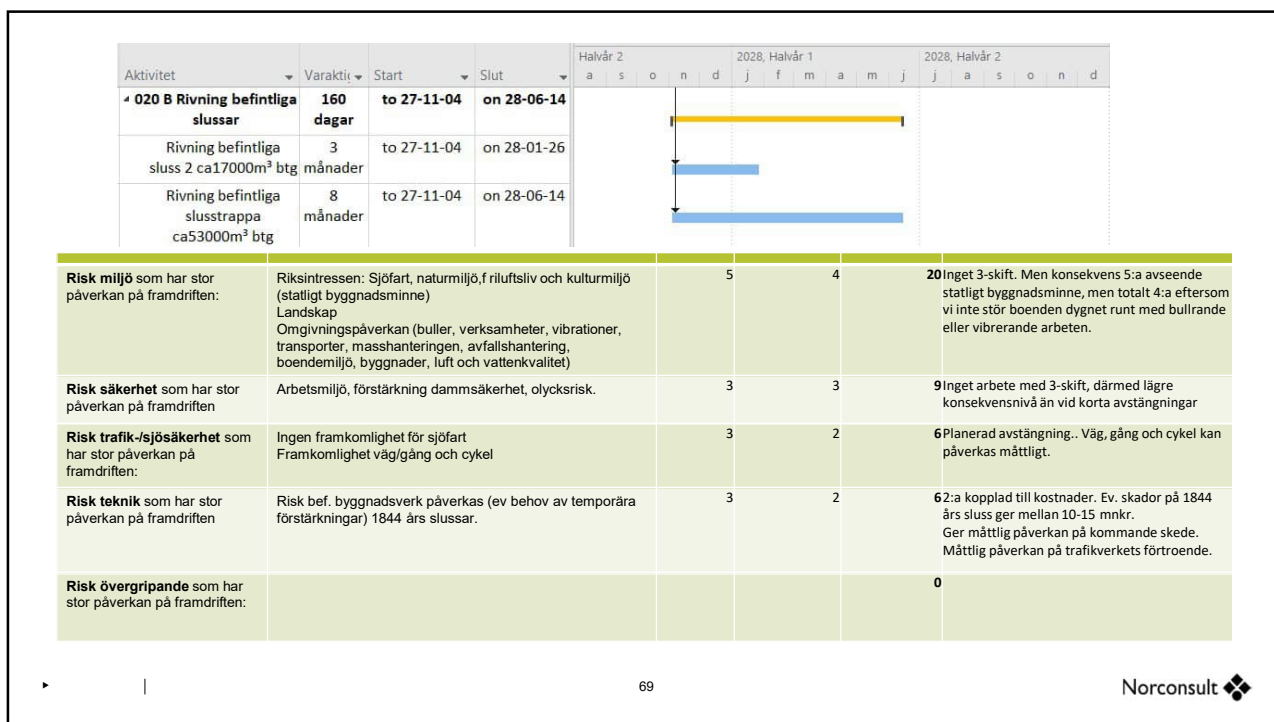 Halvår 2 2028, Halvår 1 2028, Halvår 2
Aktivitet Varaktiç Start Slut a s o n d j f m a m j j a s o n d
020 B Rivning befintliga 160 to 27-11-04 on 28-06-14
slussar dagar
Rivning befintliga 3 to 27-11-04 on 28-01-26
sluss 2 ca17000m³ btg månader
Rivning befintliga 8 to 27-11-04 on 28-06-14
slusstrappa månader
ca53000m³ btg
Risk miljö som har stor
påverkan på framdriften:
Riksintressen: Sjöfart, naturmiljö,f riluftsliv och kulturmiljö
(statligt byggnadsminne)
Landskap
Omgivningspåverkan (buller, verksamheter, vibrationer,
transporter, masshanteringen, avfallshantering,
boendemiljö, byggnader, luft och vattenkvalitet)
5 4 20
Inget 3-skift. Men konsekvens 5:a avseende
statligt byggnadsminne, men totalt 4:a eftersom
vi inte stör boenden dygnet runt med bullrande
eller vibrerande arbeten.
Risk säkerhet som har stor
påverkan på framdriften
Arbetsmiljö, förstärkning dammsäkerhet, olycksrisk.
3 3 9
Inget arbete med 3-skift, därmed lägre
konsekvensnivå än vid korta avstängningar
Risk trafik-/sjösäkerhet som
har stor påverkan på
framdriften:
Ingen framkomlighet för sjöfart
Framkomlighet väg/gång och cykel
3 2 6
Planerad avstängning.. Väg, gång och cykel kan
påverkas måttligt.
Risk teknik som har stor
påverkan på framdriften
Risk bef. byggnadsverk påverkas (ev behov av temporära
förstärkningar) 1844 års slussar.
3 2 6
2:a kopplad till kostnader. Ev. skador på 1844
års sluss ger mellan 10-15 mnkr.
Ger måttlig påverkan på kommande skede.
Måttlig påverkan på trafikverkets förtroende.
Risk övergripande som har
stor påverkan på framdriften:
0
69
Norconsult